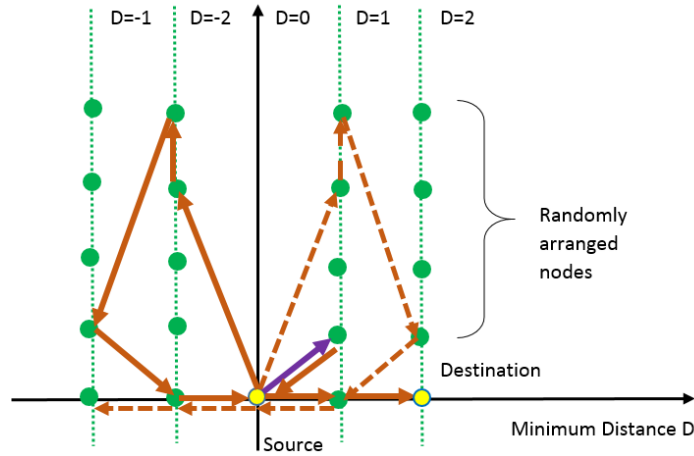 D=-1 D=-2 D=0 D=1 D=2
Randomly
arranged
nodes
Destination
Minimum Distance D
Source